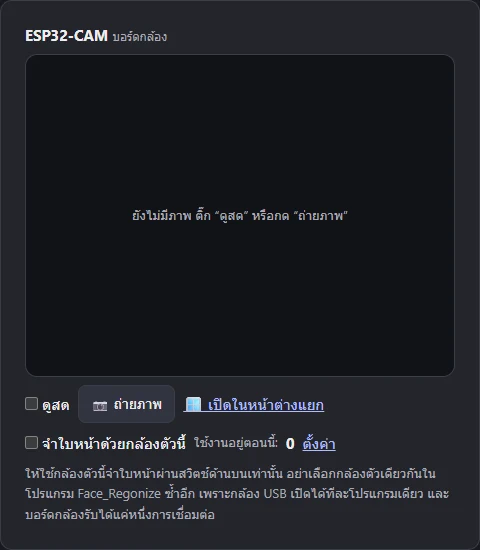 ESP32-CAM บอร์ดกล้อง
ยังไม่มีภาพ ติ๊ก “ดูสด” หรือกด “ถ่ายภาพ”
ดูสด ถ่ายภาพ เปิดในหน้าต่างแยก
จำใบหน้าด้วยกล้องตัวนี้ ใช้งานอยู่ตอนนี้: 0 ตั้งค่า
ให้ใช้กล้องตัวนี้จำใบหน้าผ่านสวิตช์ด้านบนเท่านั้น อย่าเลือกกล้องตัวเดียวกันใน
โปรแกรม Face_Regonize ซ้ำอีก เพราะกล้อง USB เปิดได้ทีละโปรแกรมเดียว และ
บอร์ดกล้องรับได้แค่หนึ่งการเชื่อมต่อ